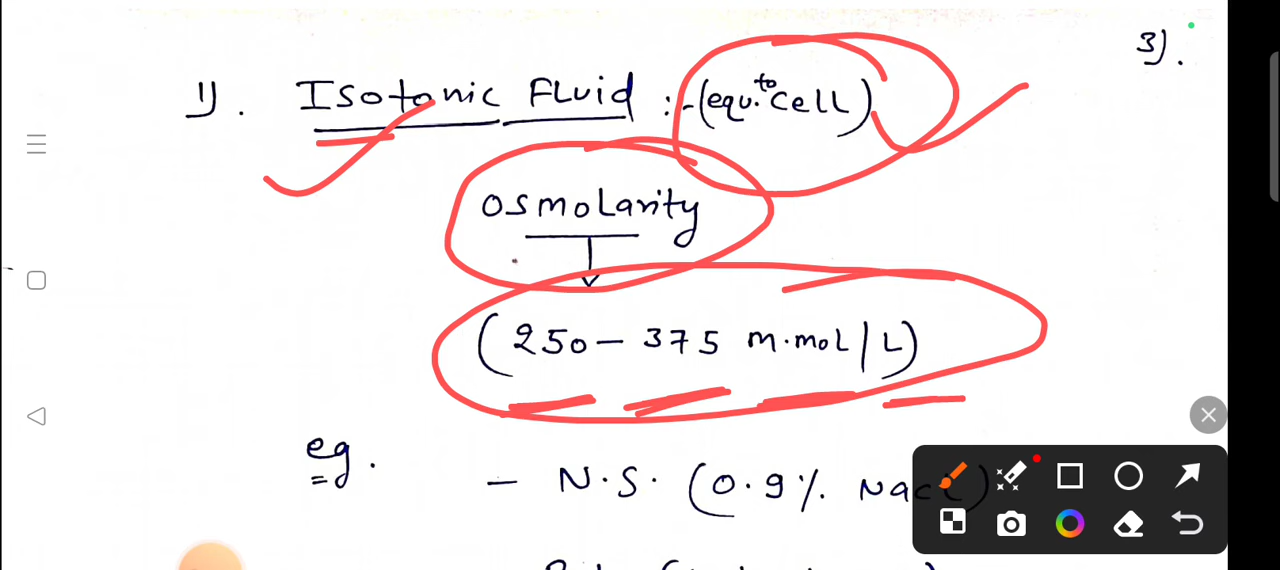 3).
1). Isotonic Fluid :- (equ. to cell)
osmolarity
(250 - 375 m.mol/L)
eg.
- N.S. (0.9% Nacl)